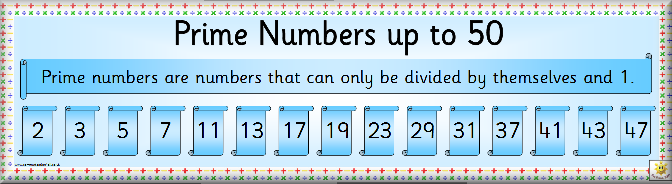 Prime Numbers up to 50
Prime numbers are numbers that can only be divided by themselves and 1.
2 3 5 7 11 13 17 19 23 29 31 37 41 43 47